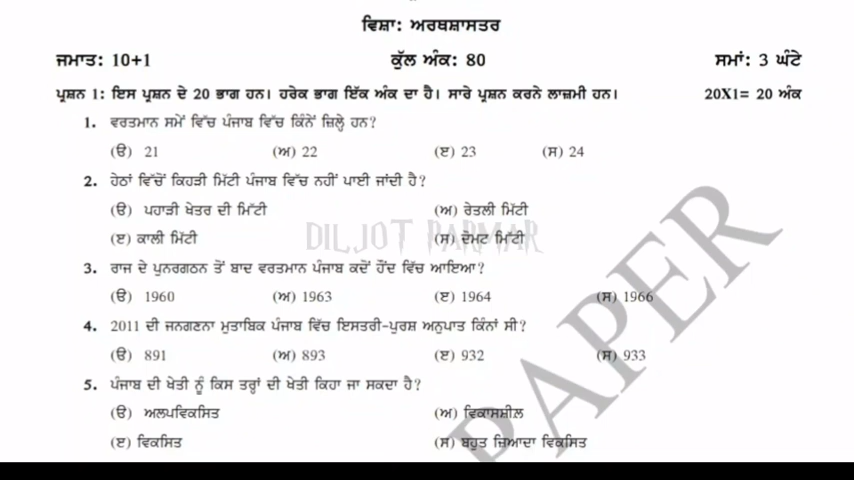 ਵਿਸ਼ਾ: ਅਰਥਸ਼ਾਸਤਰ
ਜਮਾਤ: 10+1 ਕੁੱਲ ਅੰਕ: 80 ਸਮਾਂ: 3 ਘੰਟੇ
ਪ੍ਰਸ਼ਨ 1: ਇਸ ਪ੍ਰਸ਼ਨ ਦੇ 20 ਭਾਗ ਹਨ। ਹਰੇਕ ਭਾਗ ਇੱਕ ਅੰਕ ਦਾ ਹੈ। ਸਾਰੇ ਪ੍ਰਸ਼ਨ ਕਰਨੇ ਲਾਜ਼ਮੀ ਹਨ। 20X1= 20 ਅੰਕ
1. ਵਰਤਮਾਨ ਸਮੇਂ ਵਿੱਚ ਪੰਜਾਬ ਵਿੱਚ ਕਿੰਨੇਂ ਜ਼ਿਲ੍ਹੇ ਹਨ?
(ੳ) 21 (ਅ) 22 (ੲ) 23 (ਸ) 24
2. ਹੇਠਾਂ ਵਿੱਚੋਂ ਕਿਹੜੀ ਮਿੱਟੀ ਪੰਜਾਬ ਵਿੱਚ ਨਹੀਂ ਪਾਈ ਜਾਂਦੀ ਹੈ?
(ੳ) ਪਹਾੜੀ ਖੇਤਰ ਦੀ ਮਿੱਟੀ (ਅ) ਰੇਤਲੀ ਮਿੱਟੀ
(ੲ) ਕਾਲੀ ਮਿੱਟੀ (ਸ) ਦੋਮਟ ਮਿੱਟੀ
DILJOT PARMAR
3. ਰਾਜ ਦੇ ਪੁਨਰਗਠਨ ਤੋਂ ਬਾਦ ਵਰਤਮਾਨ ਪੰਜਾਬ ਕਦੋਂ ਹੋਂਦ ਵਿੱਚ ਆਇਆ?
(ੳ) 1960 (ਅ) 1963 (ੲ) 1964 (ਸ) 1966
4. 2011 ਦੀ ਜਨਗਣਨਾ ਮੁਤਾਬਿਕ ਪੰਜਾਬ ਵਿੱਚ ਇਸਤਰੀ-ਪੁਰਸ਼ ਅਨੁਪਾਤ ਕਿੰਨਾਂ ਸੀ?
(ੳ) 891 (ਅ) 893 (ੲ) 932 (ਸ) 933
5. ਪੰਜਾਬ ਦੀ ਖੇਤੀ ਨੂੰ ਕਿਸ ਤਰ੍ਹਾਂ ਦੀ ਖੇਤੀ ਕਿਹਾ ਜਾ ਸਕਦਾ ਹੈ?
(ੳ) ਅਲਪਵਿਕਸਿਤ (ਅ) ਵਿਕਾਸਸ਼ੀਲ
(ੲ) ਵਿਕਸਿਤ (ਸ) ਬਹੁਤ ਜ਼ਿਆਦਾ ਵਿਕਸਿਤ
PAPER